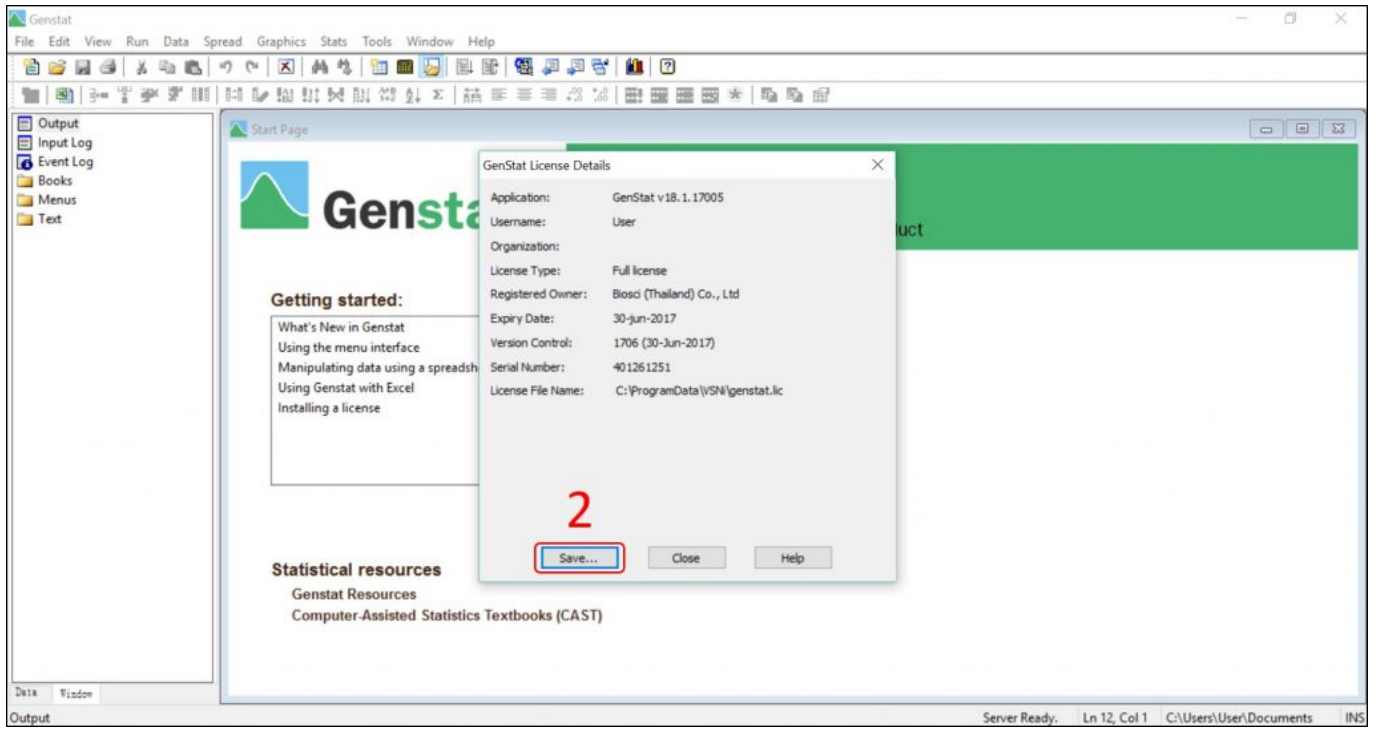 Genstat
File Edit View Run Data Spread Graphics Stats Tools Window Help
Output
Input Log
Event Log
Books
Menus
Text
Start Page
Gensta
uct
GenStat License Details
Application: GenStat v18.1.17005
Username: User
Organization:
License Type: Full license
Registered Owner: Biosci (Thailand) Co., Ltd
Expiry Date: 30-jun-2017
Version Control: 1706 (30-Jun-2017)
Serial Number: 401261251
License File Name: C:\ProgramData\VSNi\genstat.lic
2
Save... Close Help
Getting started:
What's New in Genstat
Using the menu interface
Manipulating data using a spreadsh
Using Genstat with Excel
Installing a license
Statistical resources
Genstat Resources
Computer-Assisted Statistics Textbooks (CAST)
Data Window
Output Server Ready. Ln 12, Col 1 C:\Users\User\Documents INS